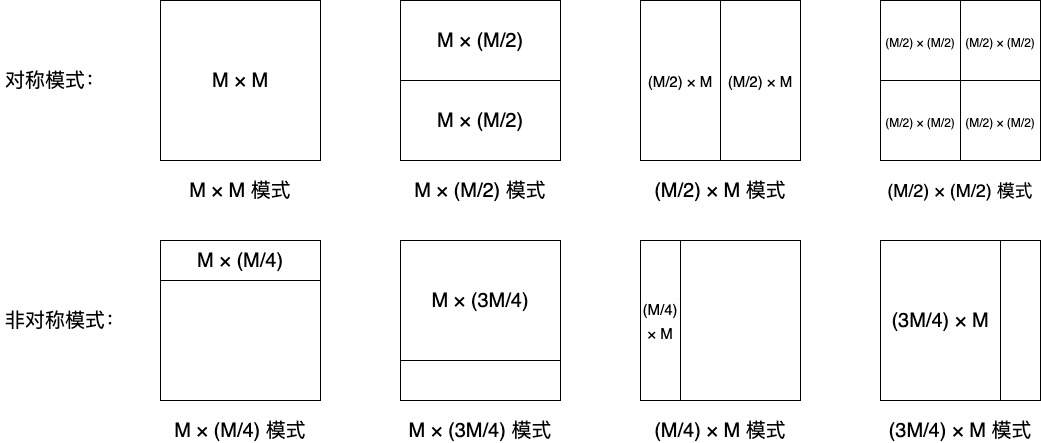 对称模式：
M × M
M × (M/2)
M × (M/2)
(M/2) × M
(M/2) × M
(M/2) × (M/2)
(M/2) × (M/2)
(M/2) × (M/2)
(M/2) × (M/2)
M × M 模式
M × (M/2) 模式
(M/2) × M 模式
(M/2) × (M/2) 模式
非对称模式：
M × (M/4)
M × (3M/4)
(M/4)
× M
(3M/4) × M
M × (M/4) 模式
M × (3M/4) 模式
(M/4) × M 模式
(3M/4) × M 模式